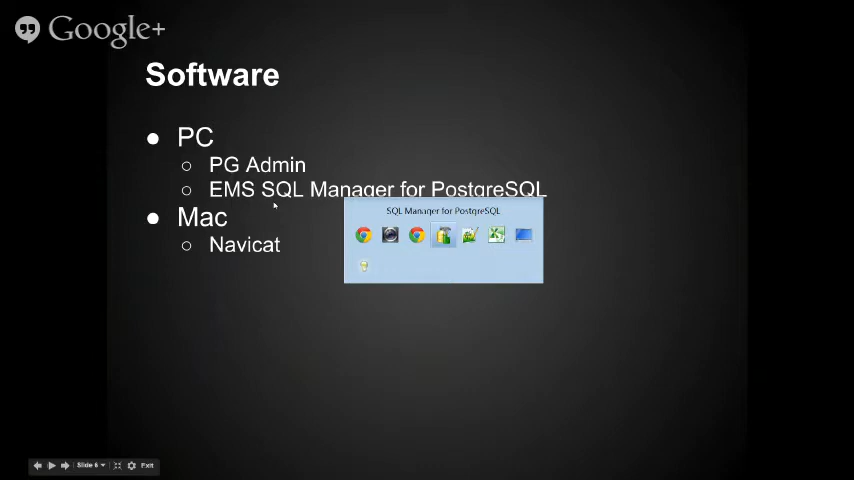 Google+
Software
● PC
○ PG Admin
○ EMS SQL Manager for PostgreSQL
SQL Manager for PostgreSQL
● Mac
○ Navicat
Slide 6
Exit